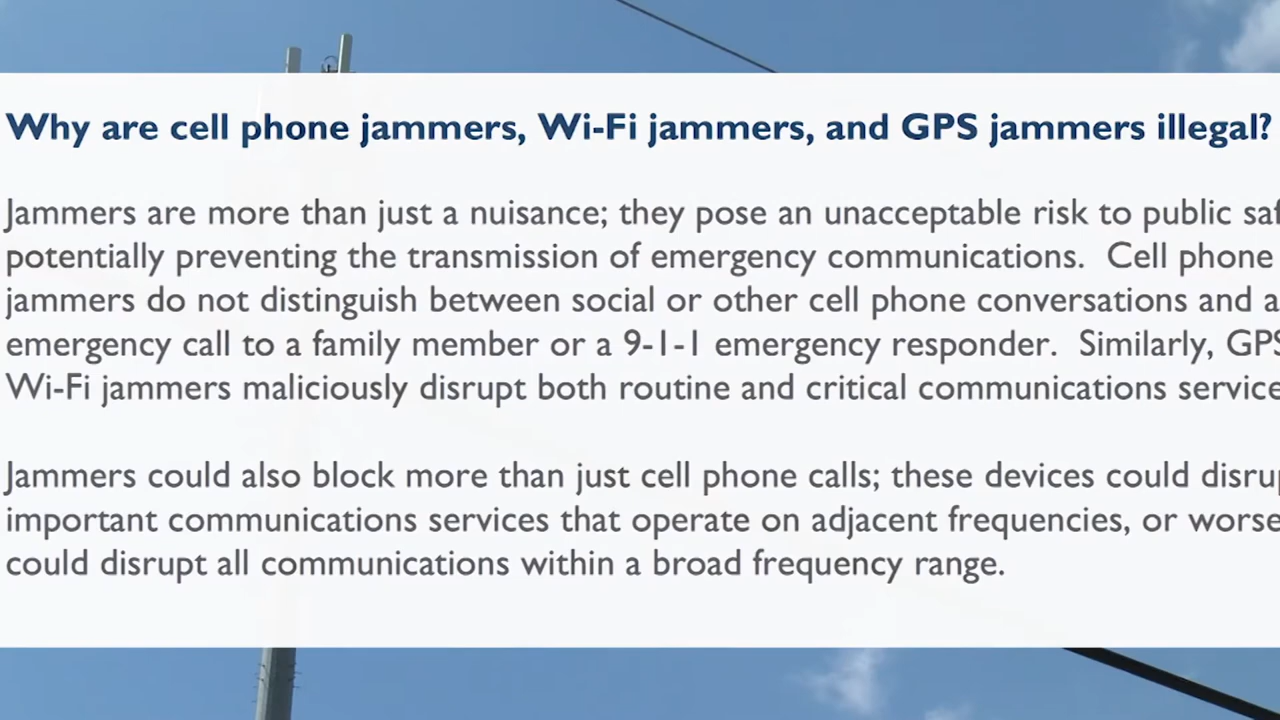 Why are cell phone jammers, Wi-Fi jammers, and GPS jammers illegal?
Jammers are more than just a nuisance; they pose an unacceptable risk to public
potentially preventing the transmission of emergency communications. Cell phone
jammers do not distinguish between social or other cell phone conversations and
emergency call to a family member or a 9-1-1 emergency responder. Similarly,
Wi-Fi jammers maliciously disrupt both routine and critical communications
Jammers could also block more than just cell phone calls; these devices could
important communications services that operate on adjacent frequencies, or worse
could disrupt all communications within a broad frequency range.